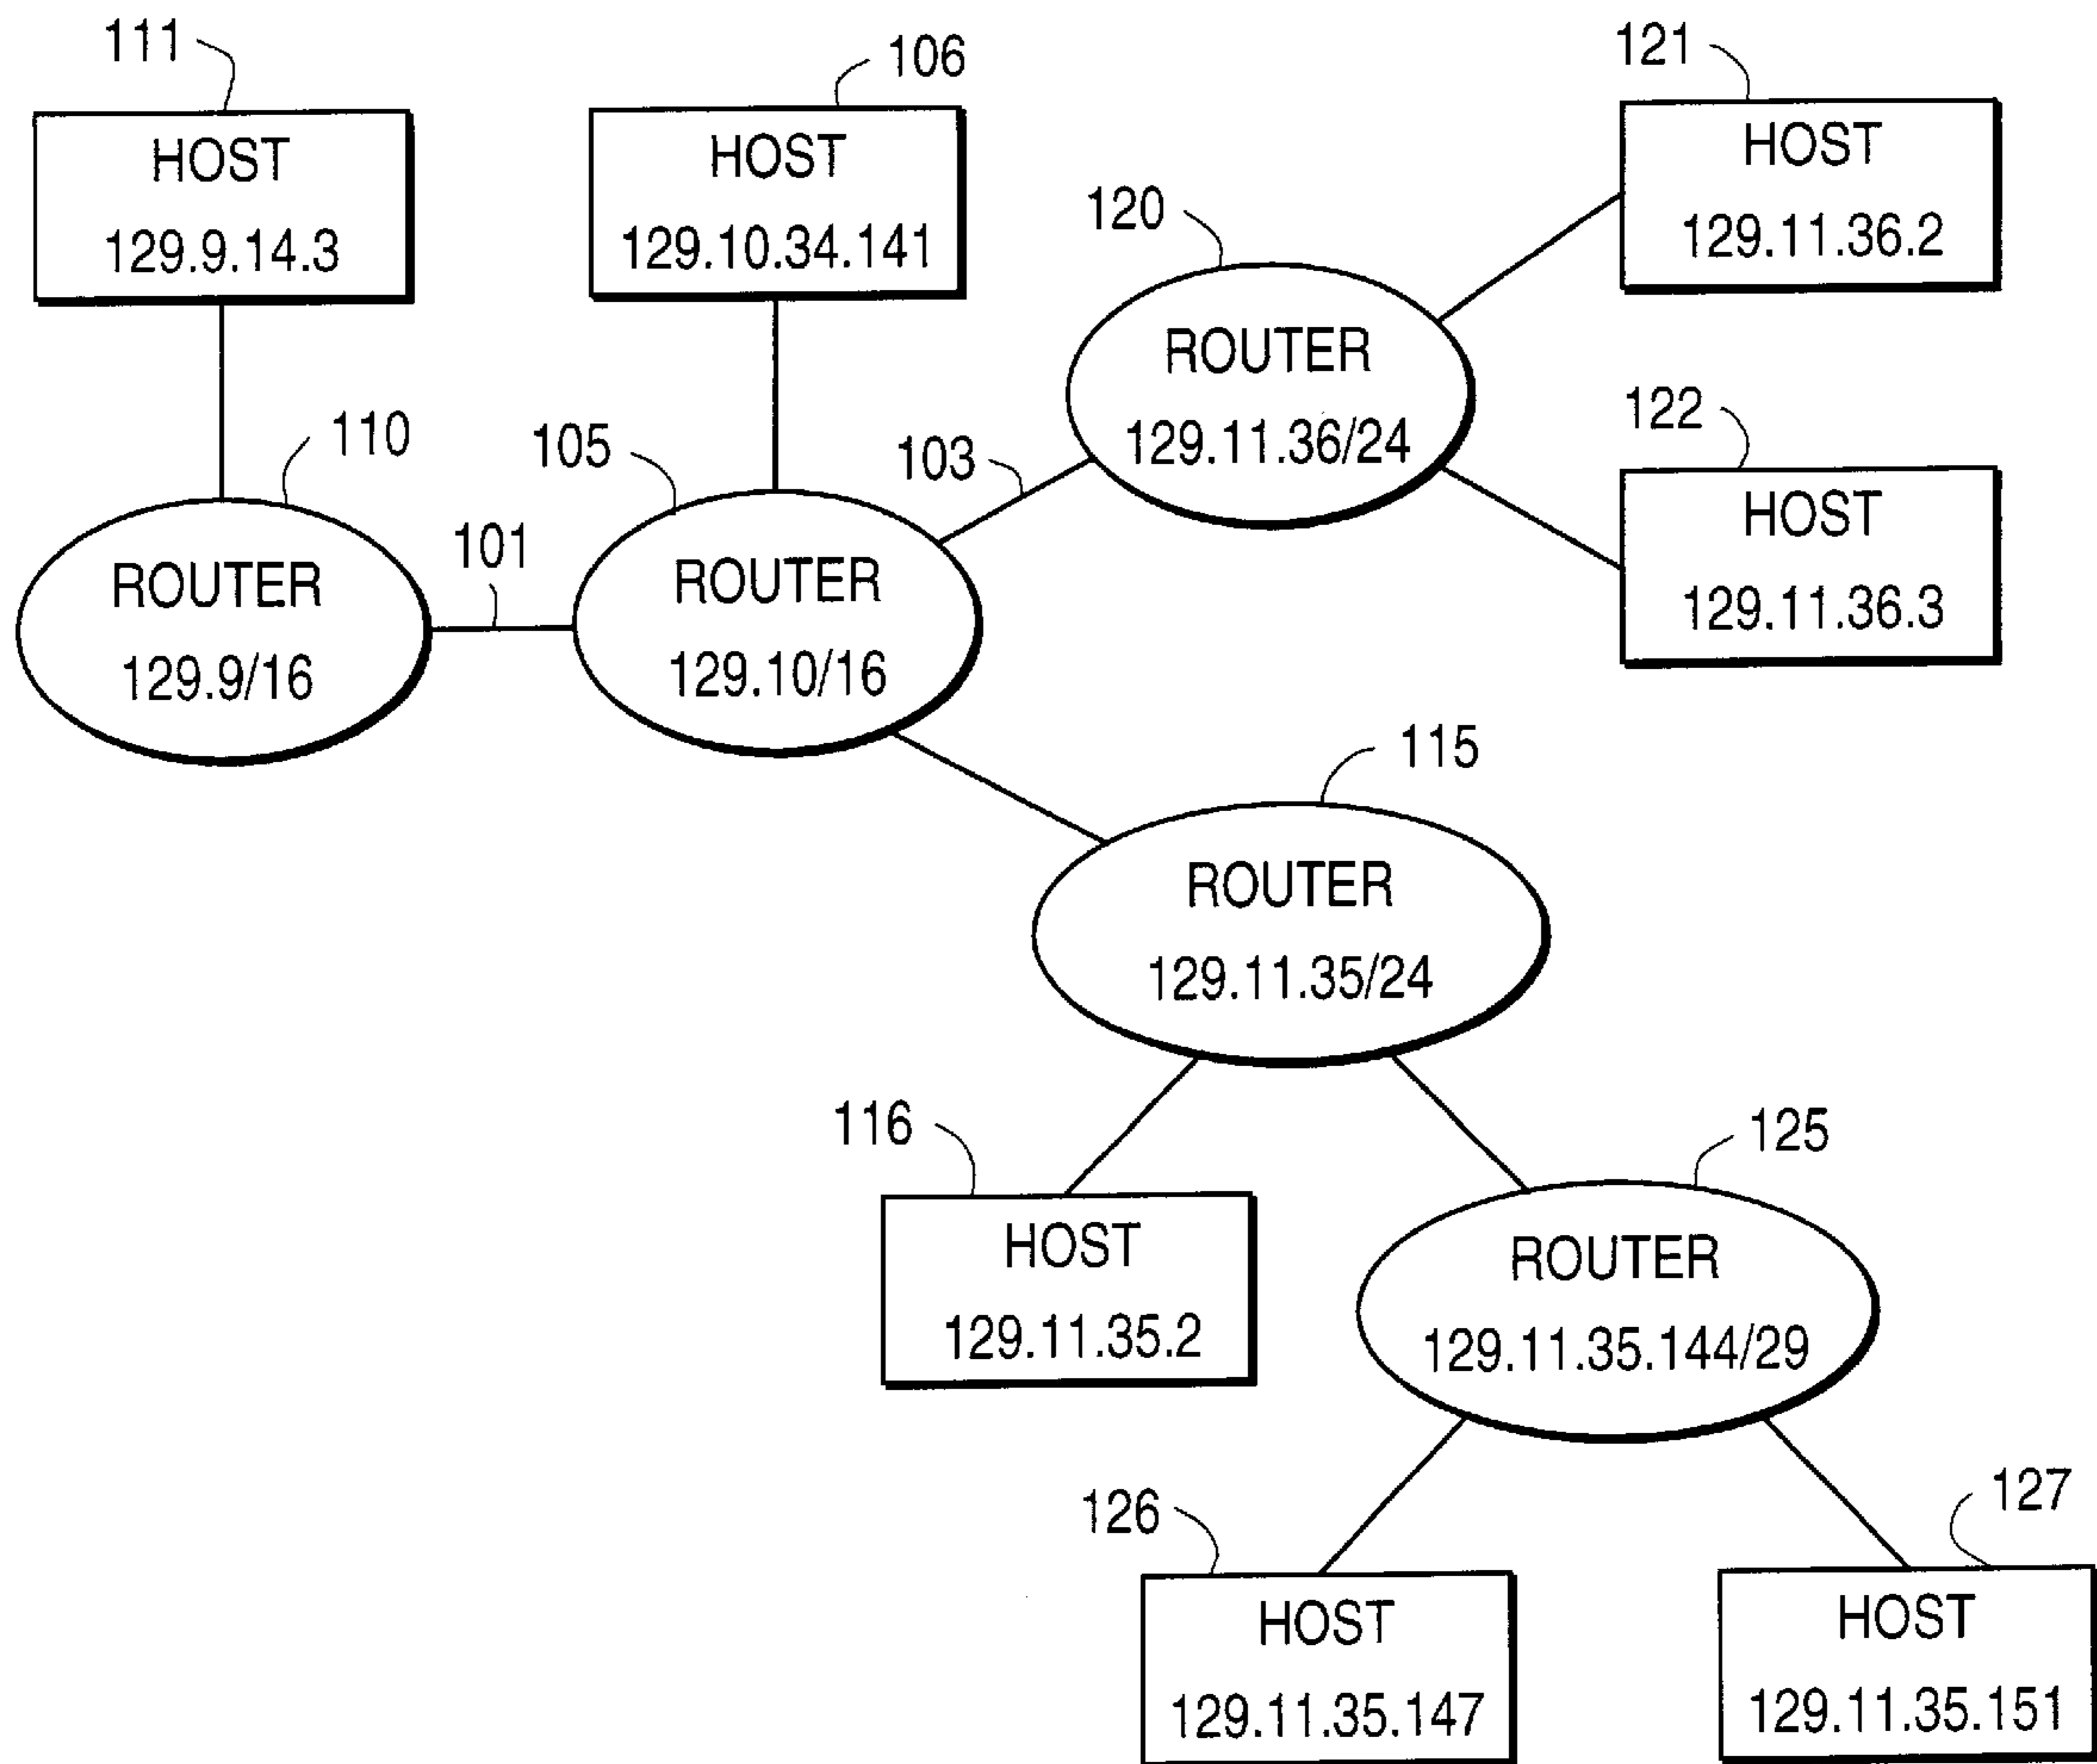 111
106
121
HOST
129.9.14.3
HOST
129.10.34.141
HOST
129.11.36.2
120
ROUTER
129.11.36/24
122
HOST
129.11.36.3
110
105
103
101
ROUTER
129.9/16
ROUTER
129.10/16
115
ROUTER
129.11.35/24
116
125
HOST
129.11.35.2
ROUTER
129.11.35.144/29
126
127
HOST
129.11.35.147
HOST
129.11.35.151